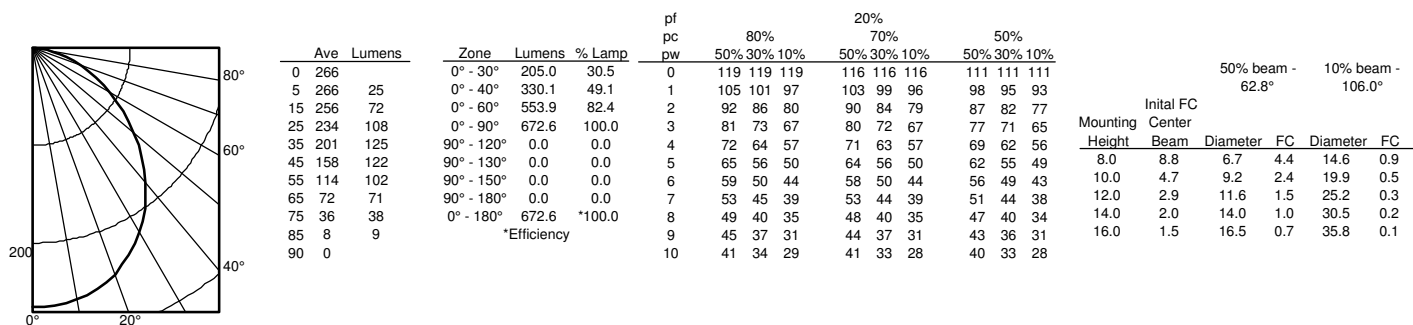 80°
60°
40°
200
0° 20°
Ave Lumens
0 266
5 266 25
15 256 72
25 234 108
35 201 125
45 158 122
55 114 102
65 72 71
75 36 38
85 8 9
90 0
Zone Lumens % Lamp
0° - 30° 205.0 30.5
0° - 40° 330.1 49.1
0° - 60° 553.9 82.4
0° - 90° 672.6 100.0
90° - 120° 0.0 0.0
90° - 130° 0.0 0.0
90° - 150° 0.0 0.0
90° - 180° 0.0 0.0
0° - 180° 672.6 *100.0
*Efficiency
pf 20%
pc 80% 70% 50%
pw 50% 30% 10% 50% 30% 10% 50% 30% 10%
0 119 119 119 116 116 116 111 111 111
1 105 101 97 103 99 96 98 95 93
2 92 86 80 90 84 79 87 82 77
3 81 73 67 80 72 67 77 71 65
4 72 64 57 71 63 57 69 62 56
5 65 56 50 64 56 50 62 55 49
6 59 50 44 58 50 44 56 49 43
7 53 45 39 53 44 39 51 44 38
8 49 40 35 48 40 35 47 40 34
9 45 37 31 44 37 31 43 36 31
10 41 34 29 41 33 28 40 33 28
50% beam - 10% beam -
62.8° 106.0°
Inital FC
Mounting Center
Height Beam Diameter FC Diameter FC
8.0 8.8 6.7 4.4 14.6 0.9
10.0 4.7 9.2 2.4 19.9 0.5
12.0 2.9 11.6 1.5 25.2 0.3
14.0 2.0 14.0 1.0 30.5 0.2
16.0 1.5 16.5 0.7 35.8 0.1